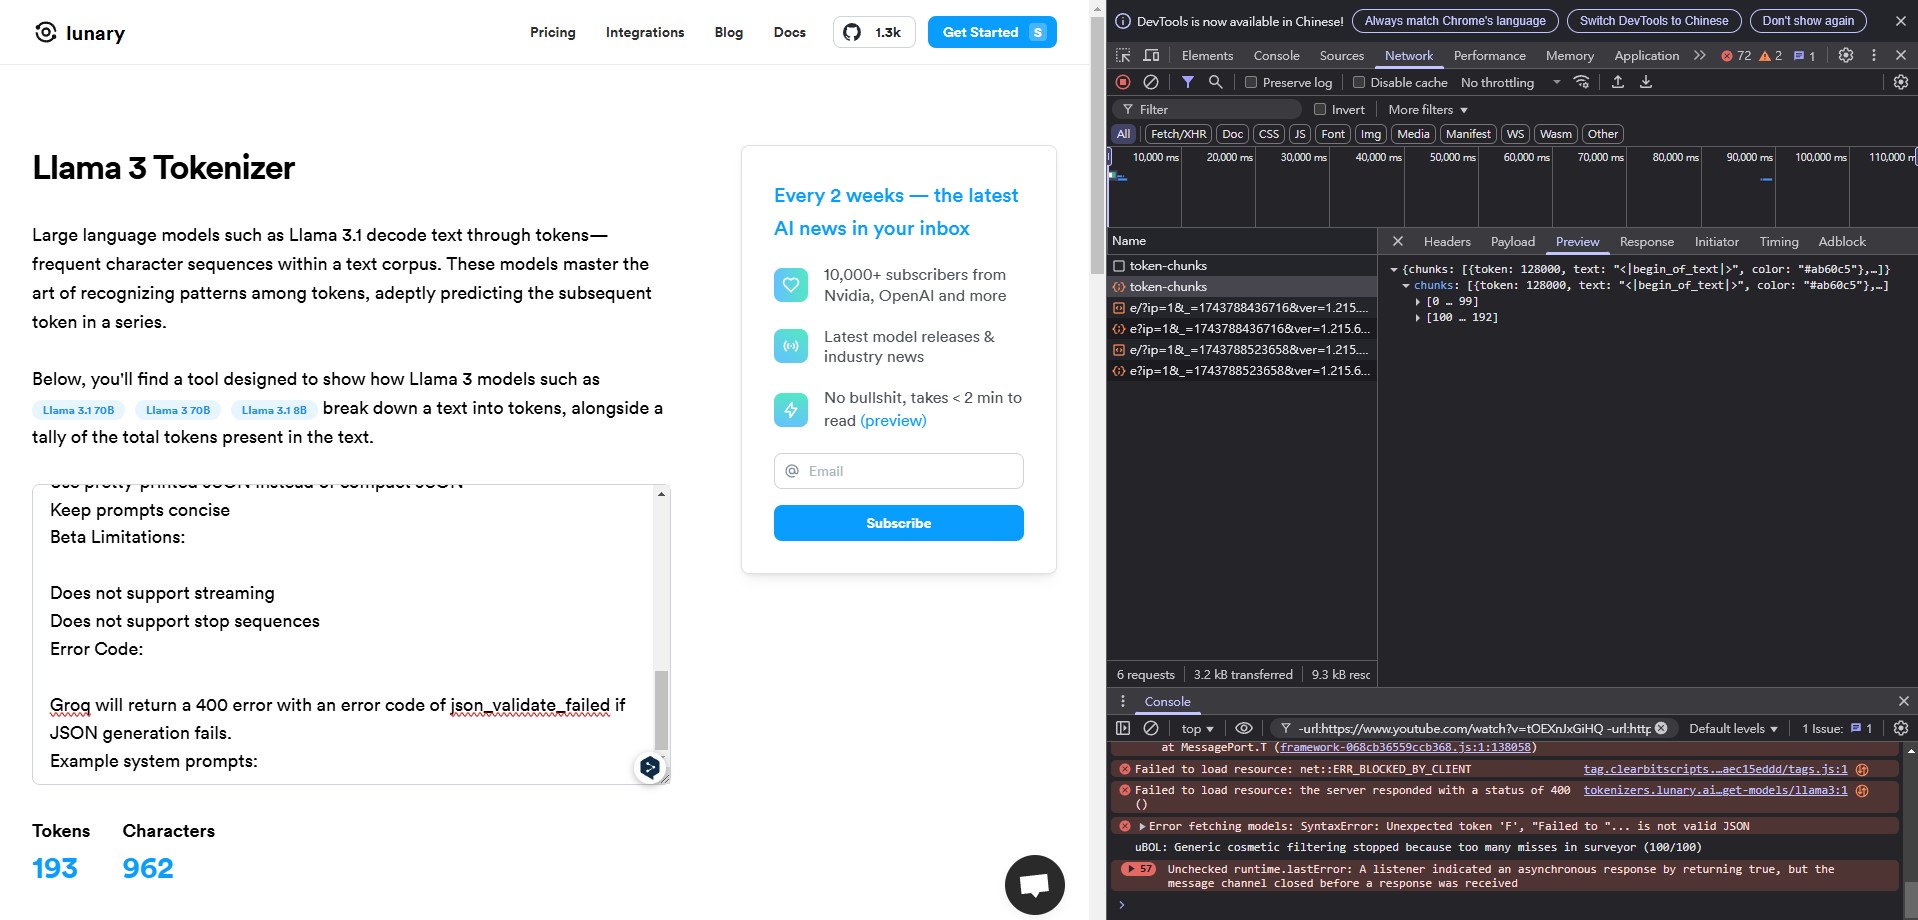 lunary
Pricing Integrations Blog Docs 1.3k Get Started S
Llama 3 Tokenizer
Large language models such as Llama 3.1 decode text through tokens—
frequent character sequences within a text corpus. These models master the
art of recognizing patterns among tokens, adeptly predicting the subsequent
token in a series.
Below, you'll find a tool designed to show how Llama 3 models such as
Llama 3.1 70B Llama 3 70B Llama 3.1 8B break down a text into tokens, alongside a
tally of the total tokens present in the text.
Use pretty-printed JSON instead of compact JSON
Keep prompts concise
Beta Limitations:
Does not support streaming
Does not support stop sequences
Error Code:
Groq will return a 400 error with an error code of json_validate_failed if
JSON generation fails.
Example system prompts:
Tokens Characters
193 962
Every 2 weeks — the latest
AI news in your inbox
10,000+ subscribers from
Nvidia, OpenAI and more
Latest model releases &
industry news
No bullshit, takes < 2 min to
read (preview)
@ Email
Subscribe
DevTools is now available in Chinese! Always match Chrome's language Switch DevTools to Chinese Don't show again
Elements Console Sources Network Performance Memory Application 72 2 1
Preserve log Disable cache No throttling
Filter Invert More filters
All Fetch/XHR Doc CSS JS Font Img Media Manifest WS Wasm Other
10,000 ms 20,000 ms 30,000 ms 40,000 ms 50,000 ms 60,000 ms 70,000 ms 80,000 ms 90,000 ms 100,000 ms 110,000 m
Name
token-chunks
token-chunks
e/?ip=1&_=1743788436716&ver=1.215....
e?ip=1&_=1743788436716&ver=1.215.6...
e/?ip=1&_=1743788523658&ver=1.215....
e?ip=1&_=1743788523658&ver=1.215.6...
6 requests 3.2 kB transferred 9.3 kB resc
Headers Payload Preview Response Initiator Timing Adblock
{chunks: [{token: 128000, text: "<|begin_of_text|>", color: "#ab60c5"},…]}
chunks: [{token: 128000, text: "<|begin_of_text|>", color: "#ab60c5"},…]
[0 … 99]
[100 … 192]
Console
top -url:https://www.youtube.com/watch?v=tOEXnJxGiHQ -url:http Default levels 1 Issue: 1
at MessagePort.T (framework-068cb36559ccb368.js:1:138058)
Failed to load resource: net::ERR_BLOCKED_BY_CLIENT tag.clearbitscripts.…aec15eddd/tags.js:1
Failed to load resource: the server responded with a status of 400 tokenizers.lunary.ai…get-models/llama3:1
()
Error fetching models: SyntaxError: Unexpected token 'F', "Failed to "... is not valid JSON
uBOL: Generic cosmetic filtering stopped because too many misses in surveyor (100/100)
57 Unchecked runtime.lastError: A listener indicated an asynchronous response by returning true, but the
message channel closed before a response was received